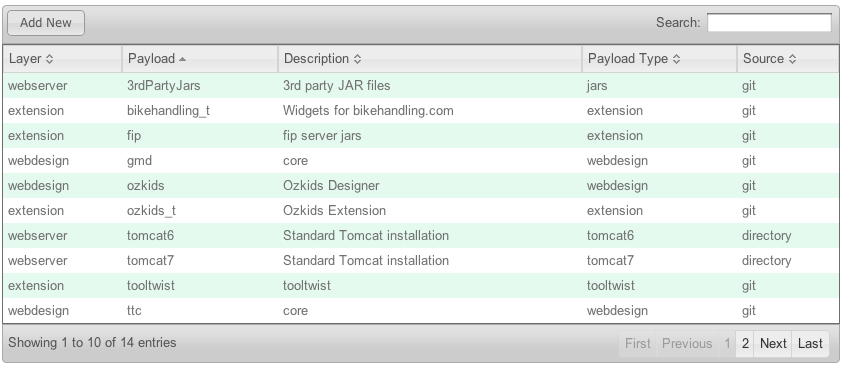 Add New Search:
Layer Payload Description Payload Type Source
webserver 3rdPartyJars 3rd party JAR files jars git
extension bikehandling_t Widgets for bikehandling.com extension git
extension fip fip server jars extension git
webdesign gmd core webdesign git
webdesign ozkids Ozkids Designer webdesign git
extension ozkids_t Ozkids Extension extension git
webserver tomcat6 Standard Tomcat installation tomcat6 directory
webserver tomcat7 Standard Tomcat installation tomcat7 directory
extension tooltwist tooltwist tooltwist git
webdesign ttc core webdesign git
Showing 1 to 10 of 14 entries First Previous 1 2 Next Last